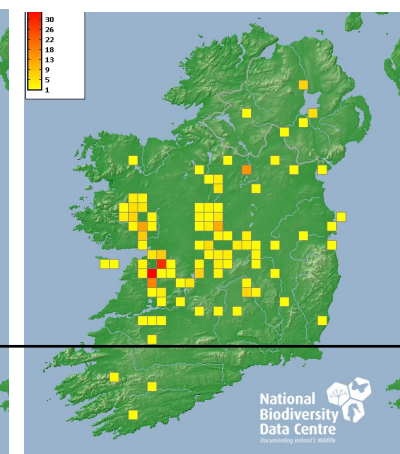 30
26
22
18
13
9
5
1
National
Biodiversity
Data Centre
Documenting Ireland's Wildlife